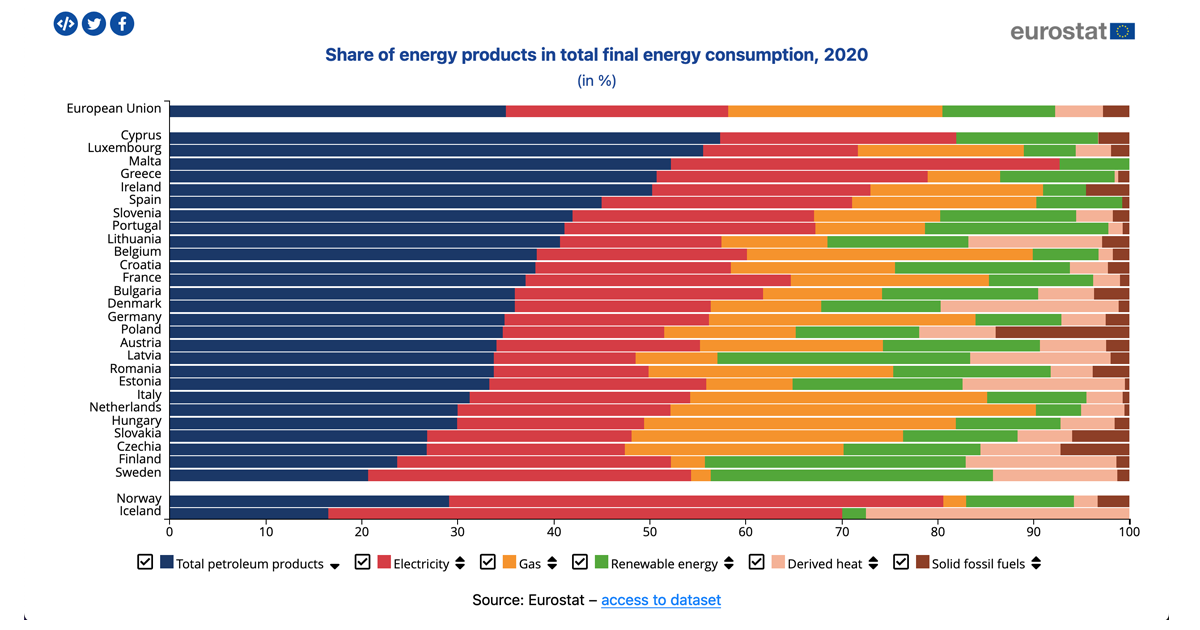 eurostat
Share of energy products in total final energy consumption, 2020
(in %)
European Union
Cyprus
Luxembourg
Malta
Greece
Ireland
Spain
Slovenia
Portugal
Lithuania
Belgium
Croatia
France
Bulgaria
Denmark
Germany
Poland
Austria
Latvia
Romania
Estonia
Italy
Netherlands
Hungary
Slovakia
Czechia
Finland
Sweden
Norway
Iceland
0 10 20 30 40 50 60 70 80 90 100
Total petroleum products Electricity Gas Renewable energy Derived heat Solid fossil fuels
Source: Eurostat – access to dataset